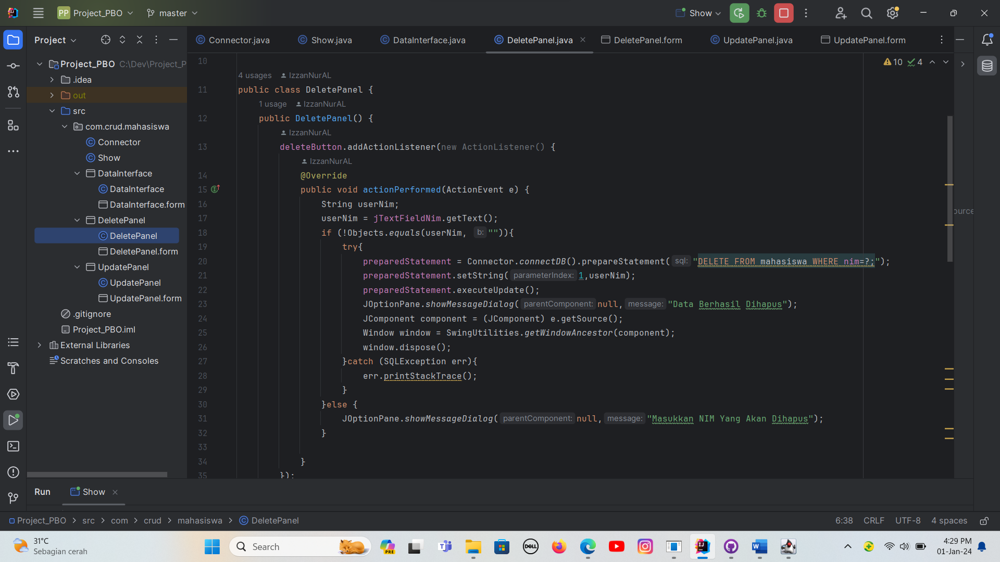 PP Project_PBO master Show
Project
Connector.java Show.java DataInterface.java DeletePanel.java DeletePanel.form UpdatePanel.java UpdatePanel.form
Project_PBO C:\Dev\Project_P
.idea
out
src
com.crud.mahasiswa
Connector
Show
DataInterface
DataInterface
DataInterface.form
DeletePanel
DeletePanel
DeletePanel.form
UpdatePanel
UpdatePanel
UpdatePanel.form
.gitignore
Project_PBO.iml
External Libraries
Scratches and Consoles
10 4
10
4 usages IzzanNurAL
11 public class DeletePanel {
1 usage IzzanNurAL
12 public DeletePanel() {
IzzanNurAL
13 deleteButton.addActionListener(new ActionListener() {
IzzanNurAL
14 @Override
15 public void actionPerformed(ActionEvent e) {
16 String userNim;
17 userNim = jTextFieldNim.getText();
18 if (!Objects.equals(userNim, b: "")){
19 try{
20 preparedStatement = Connector.connectDB().prepareStatement( sql: "DELETE FROM mahasiswa WHERE nim=?;");
21 preparedStatement.setString( parameterIndex: 1,userNim);
22 preparedStatement.executeUpdate();
23 JOptionPane.showMessageDialog( parentComponent: null, message: "Data Berhasil Dihapus");
24 JComponent component = (JComponent) e.getSource();
25 Window window = SwingUtilities.getWindowAncestor(component);
26 window.dispose();
27 }catch (SQLException err){
28 err.printStackTrace();
29 }
30 }else {
31 JOptionPane.showMessageDialog( parentComponent: null, message: "Masukkan NIM Yang Akan Dihapus");
32 }
33
34 }
35 });
ource
Run Show
Project_PBO > src > com > crud > mahasiswa > DeletePanel 6:38 CRLF UTF-8 4 spaces
31°C
Sebagian cerah
Search
PRE
DELL
4:29 PM
01-Jan-24